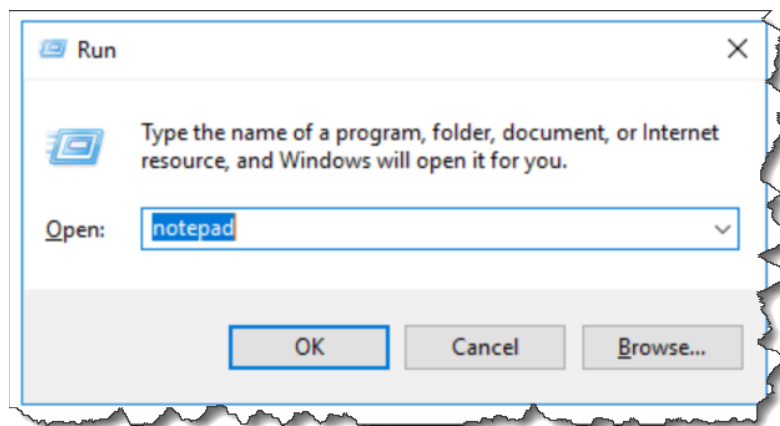 Run
Type the name of a program, folder, document, or Internet
resource, and Windows will open it for you.
Open: notepad
OK Cancel Browse...